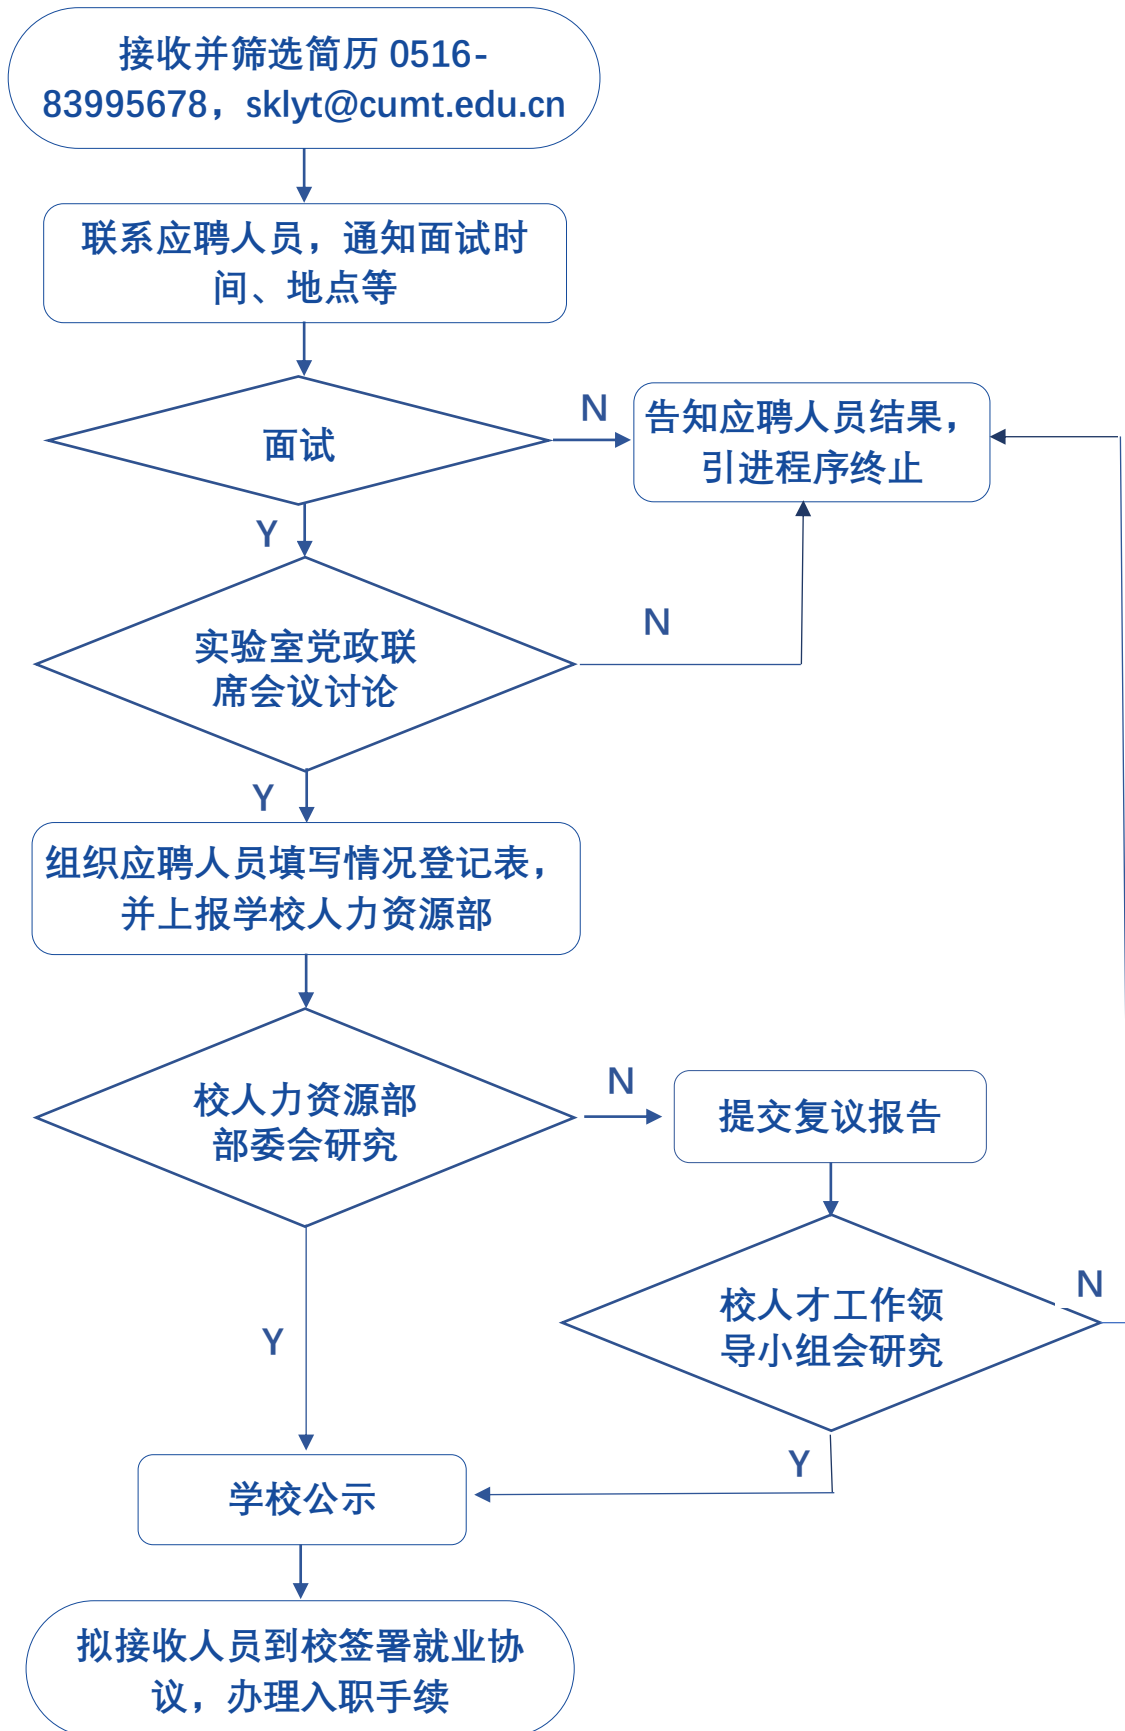 接收并筛选简历 0516-
83995678，sklyt@cumt.edu.cn
联系应聘人员，通知面试时
间、地点等
面试
N
告知应聘人员结果，
引进程序终止
Y
实验室党政联
席会议讨论
N
Y
组织应聘人员填写情况登记表，
并上报学校人力资源部
校人力资源部
部委会研究
N
提交复议报告
校人才工作领
导小组会研究
N
Y
Y
学校公示
拟接收人员到校签署就业协
议，办理入职手续